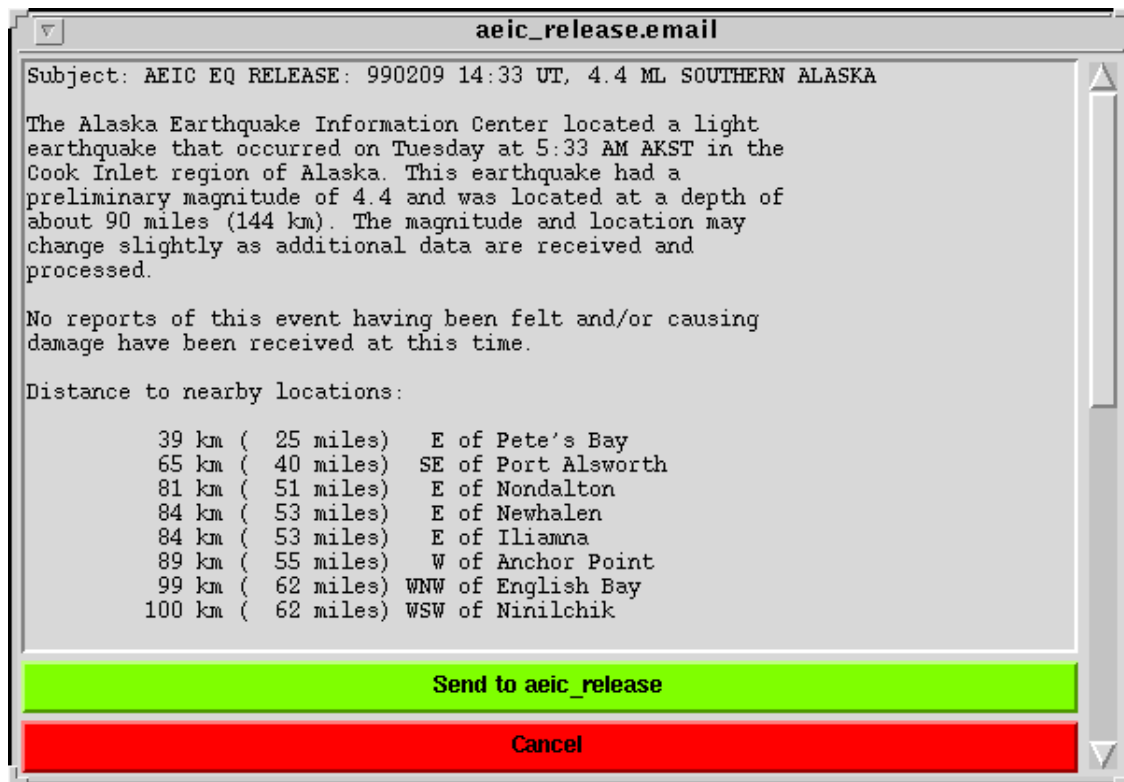 aeic_release.email
Subject: AEIC EQ RELEASE: 990209 14:33 UT, 4.4 ML SOUTHERN ALASKA
The Alaska Earthquake Information Center located a light
earthquake that occurred on Tuesday at 5:33 AM AKST in the
Cook Inlet region of Alaska. This earthquake had a
preliminary magnitude of 4.4 and was located at a depth of
about 90 miles (144 km). The magnitude and location may
change slightly as additional data are received and
processed.
No reports of this event having been felt and/or causing
damage have been received at this time.
Distance to nearby locations:
39 km (  25 miles)   E of Pete's Bay
65 km (  40 miles)  SE of Port Alsworth
81 km (  51 miles)   E of Nondalton
84 km (  53 miles)   E of Newhalen
84 km (  53 miles)   E of Iliamna
89 km (  55 miles)   W of Anchor Point
99 km (  62 miles) WNW of English Bay
100 km (  62 miles) WSW of Ninilchik
Send to aeic_release
Cancel